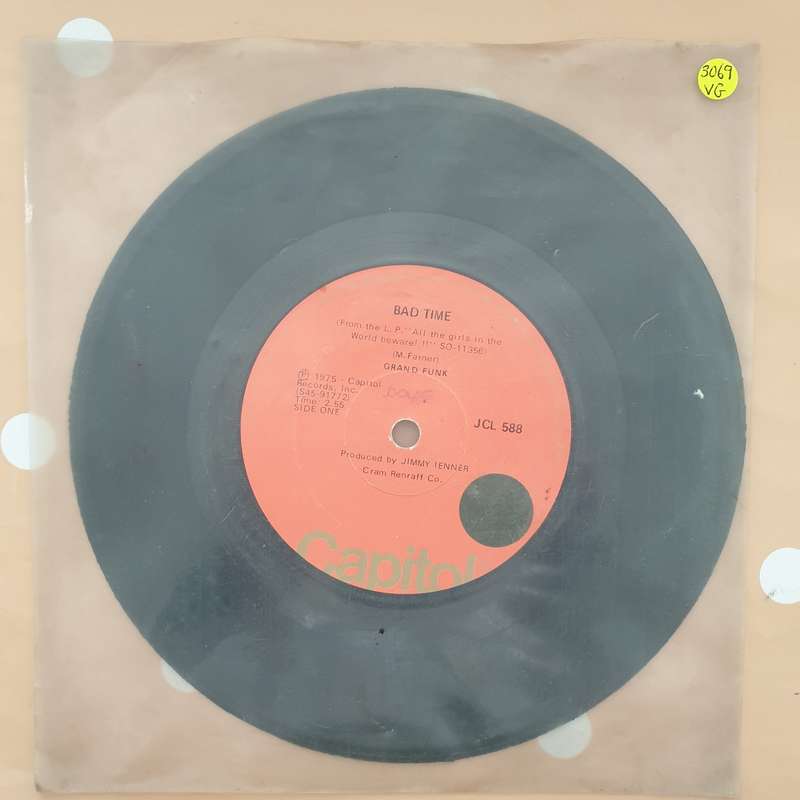 3069
VG
BAD TIME
(From the L.P. "All the girls in the
World beware! !!" SO-11356)
(M. Farner)
GRAND FUNK
Ⓟ 1975 - Capitol
Records, Inc.
(S45-91772)
Time: 2.55
SIDE ONE
JCL 588
Produced by JIMMY IENNER
Cram Renraff Co.
Capitol